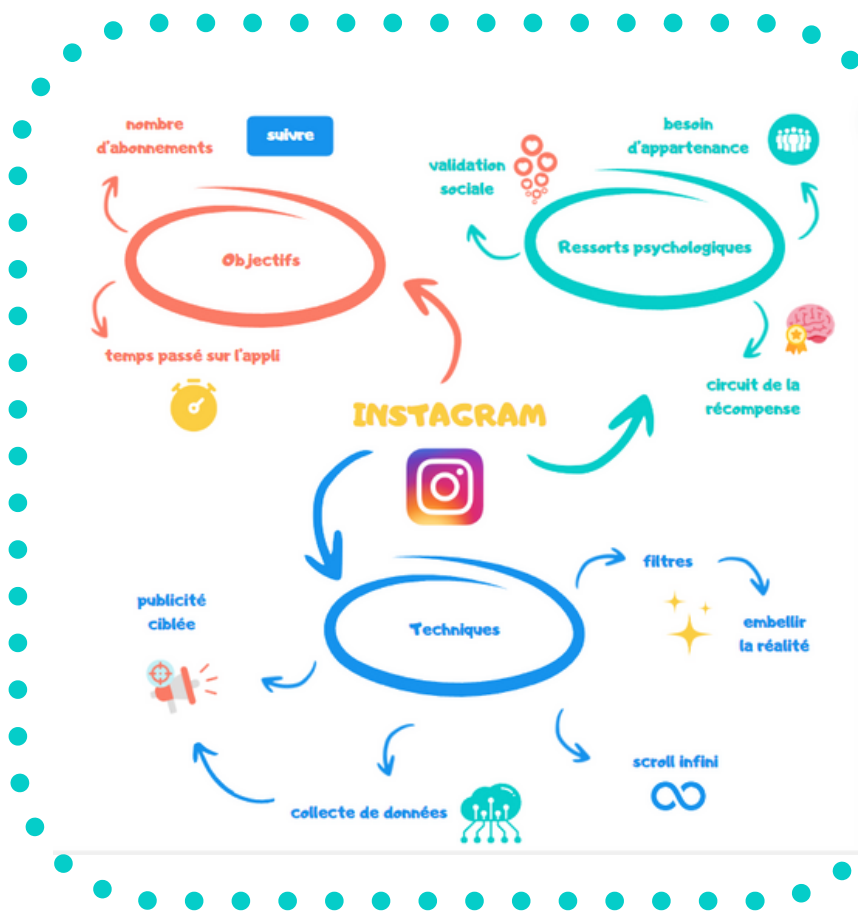 nombre
d'abonnements
suivre
Objectifs
temps passé sur l'appli
besoin
d'appartenance
validation
sociale
Ressorts psychologiques
circuit de la
récompense
INSTAGRAM
Techniques
filtres
embellir
la réalité
publicité
ciblée
scroll infini
collecte de données